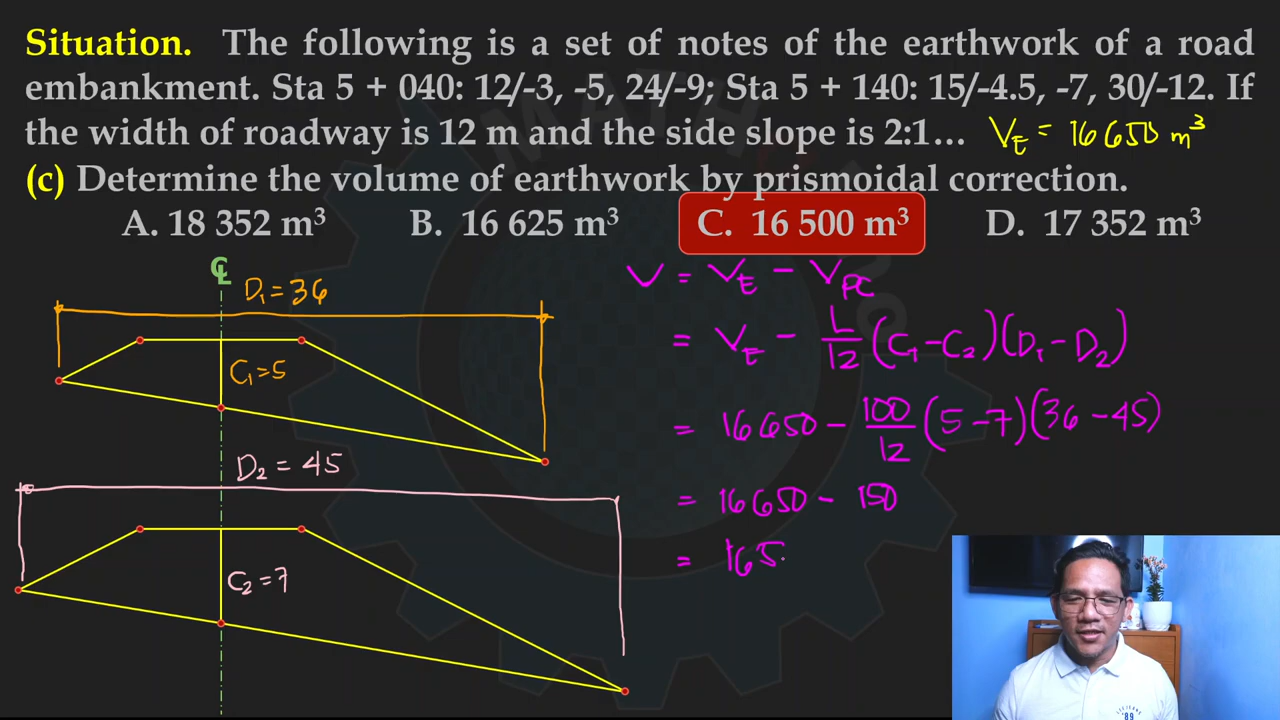 Situation. The following is a set of notes of the earthwork of a road
embankment. Sta 5 + 040: 12/-3, -5, 24/-9; Sta 5 + 140: 15/-4.5, -7, 30/-12. If
the width of roadway is 12 m and the side slope is 2:1… V_E = 16 650 m³
(c) Determine the volume of earthwork by prismoidal correction.
A. 18 352 m³ B. 16 625 m³ C. 16 500 m³ D. 17 352 m³
℄
D₁ = 36
C₁ = 5
D₂ = 45
C₂ = 7
V = V_E − V_PC
= V_E − L/12 (C₁ − C₂)(D₁ − D₂)
= 16 650 − 100/12 (5 − 7)(36 − 45)
= 16 650 − 150
= 165
'89